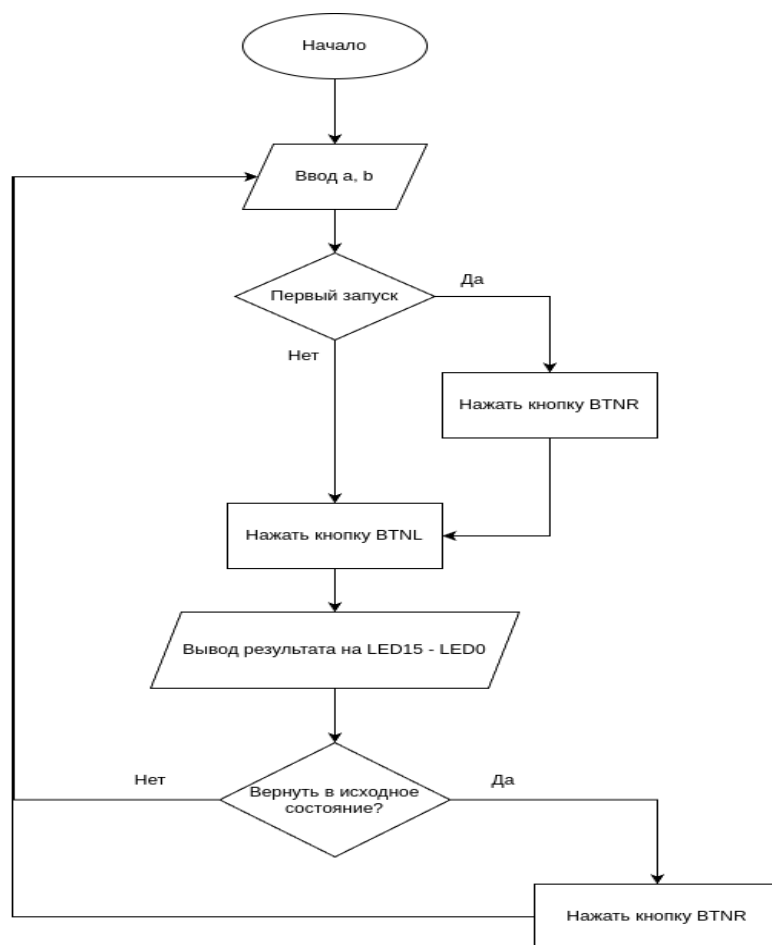 Начало
Ввод a, b
Первый запуск
Да
Нет
Нажать кнопку BTNR
Нажать кнопку BTNL
Вывод результата на LED15 - LED0
Вернуть в исходное
состояние?
Нет
Да
Нажать кнопку BTNR